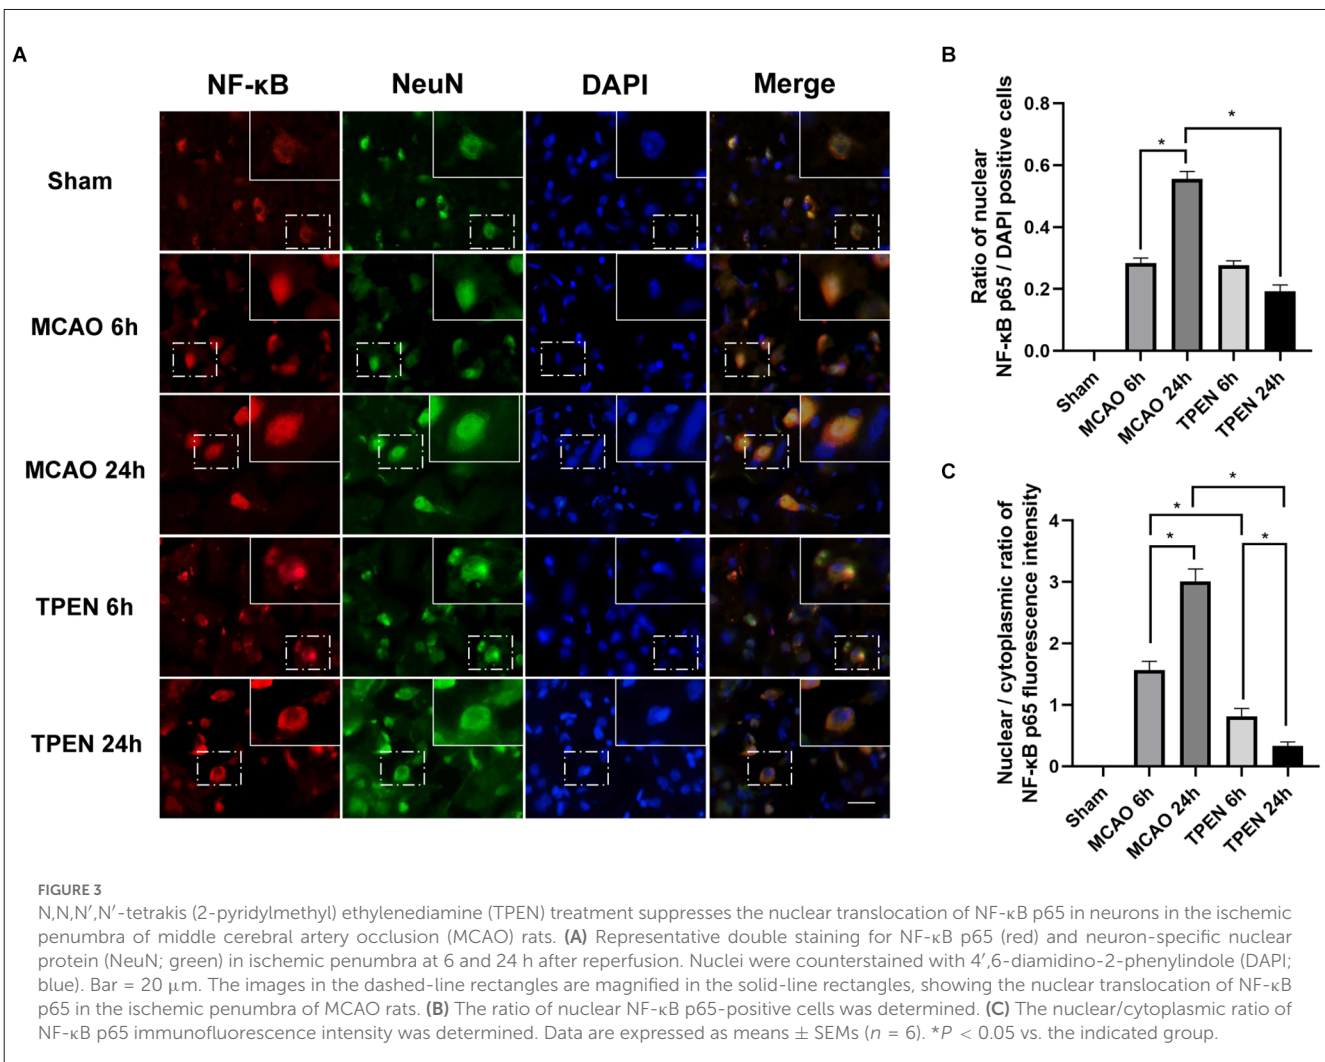 A
NF-κB NeuN DAPI Merge
Sham
MCAO 6h
MCAO 24h
TPEN 6h
TPEN 24h
B
Ratio of nuclear
NF-κB p65 / DAPI positive cells
0.8
0.6
0.4
0.2
0.0
*
*
Sham
MCAO 6h
MCAO 24h
TPEN 6h
TPEN 24h
C
Nuclear / cytoplasmic ratio of
NF-κB p65 fluorescence intensity
4
3
2
1
0
*
*
*
*
Sham
MCAO 6h
MCAO 24h
TPEN 6h
TPEN 24h
FIGURE 3
N,N,N′,N′-tetrakis (2-pyridylmethyl) ethylenediamine (TPEN) treatment suppresses the nuclear translocation of NF-κB p65 in neurons in the ischemic
penumbra of middle cerebral artery occlusion (MCAO) rats. (A) Representative double staining for NF-κB p65 (red) and neuron-specific nuclear
protein (NeuN; green) in ischemic penumbra at 6 and 24 h after reperfusion. Nuclei were counterstained with 4′,6-diamidino-2-phenylindole (DAPI;
blue). Bar = 20 μm. The images in the dashed-line rectangles are magnified in the solid-line rectangles, showing the nuclear translocation of NF-κB
p65 in the ischemic penumbra of MCAO rats. (B) The ratio of nuclear NF-κB p65-positive cells was determined. (C) The nuclear/cytoplasmic ratio of
NF-κB p65 immunofluorescence intensity was determined. Data are expressed as means ± SEMs (n = 6). *P < 0.05 vs. the indicated group.